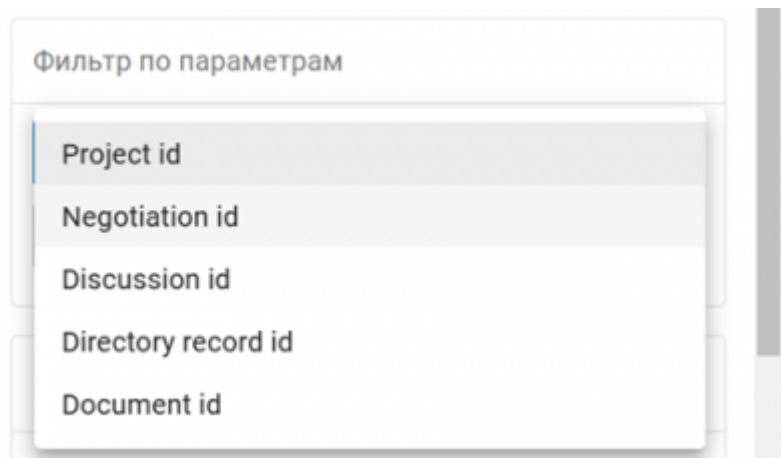 Фильтр по параметрам
Project id
Negotiation id
Discussion id
Directory record id
Document id